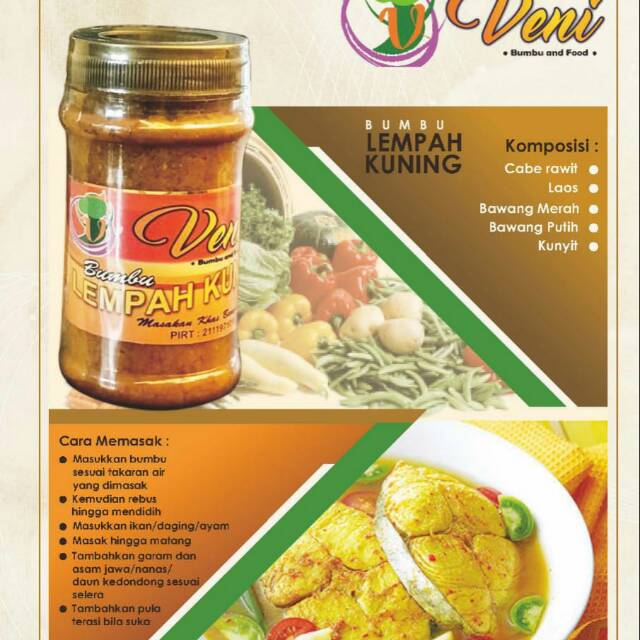 Veni
• Bumbu and Food •
BUMBU
LEMPAH
KUNING
Komposisi :
Cabe rawit ●
Laos ●
Bawang Merah ●
Bawang Putih ●
Kunyit ●
Veni
• Bumbu and
Bumbu
LEMPAH KU
Masakan Khas
PIRT : 2111971
Cara Memasak :
● Masukkan bumbu
sesuai takaran air
yang dimasak
● Kemudian rebus
hingga mendidih
● Masukkan ikan/daging/ayam
● Masak hingga matang
● Tambahkan garam dan
asam jawa/nanas/
daun kedondong sesuai
selera
● Tambahkan pula
terasi bila suka